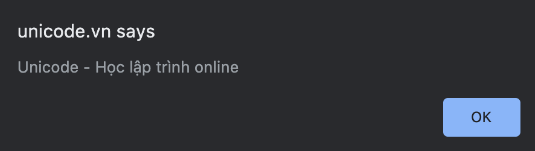 unicode.vn says
Unicode - Học lập trình online
OK